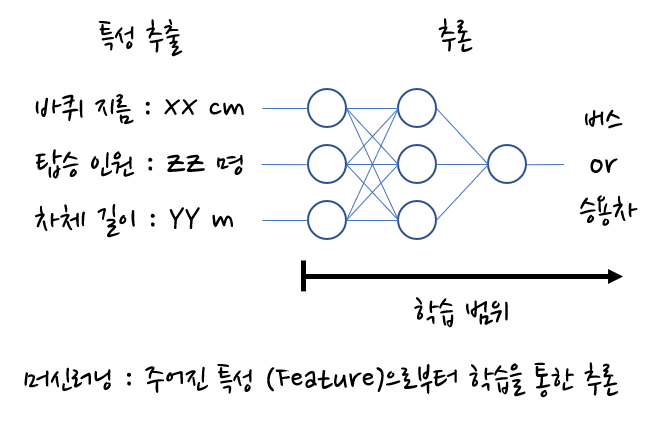 특성 추출
추론
바퀴 지름 : XX cm
탑승 인원 : ZZ 명
차체 길이 : YY m
버스
or
승용차
학습 범위
머신러닝 : 주어진 특성 (Feature)으로부터 학습을 통한 추론